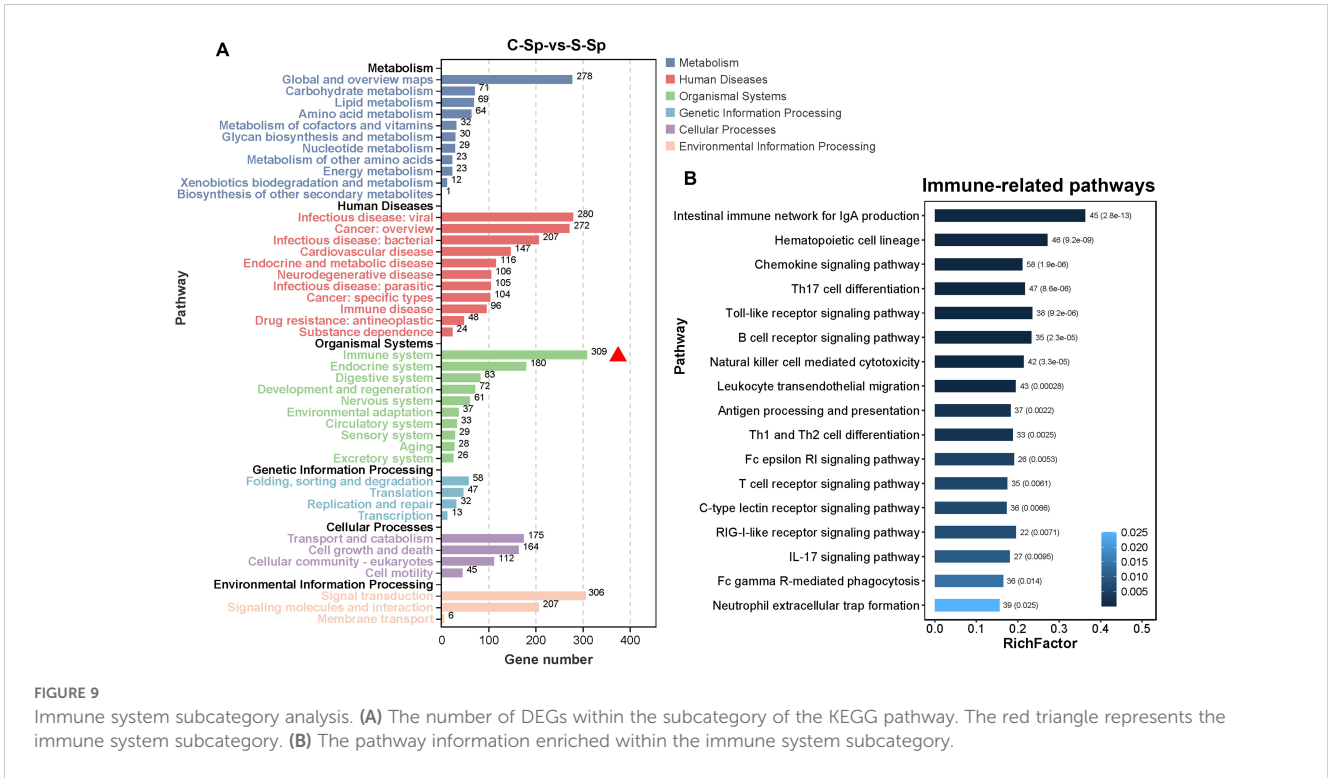 A
C-Sp-vs-S-Sp
Pathway
Metabolism
Global and overview maps 278
Carbohydrate metabolism 71
Lipid metabolism 69
Amino acid metabolism 64
Metabolism of cofactors and vitamins 32
Glycan biosynthesis and metabolism 30
Nucleotide metabolism 29
Metabolism of other amino acids 23
Energy metabolism 23
Xenobiotics biodegradation and metabolism 12
Biosynthesis of other secondary metabolites 1
Human Diseases
Infectious disease: viral 280
Cancer: overview 272
Infectious disease: bacterial 207
Cardiovascular disease 147
Endocrine and metabolic disease 116
Neurodegenerative disease 106
Infectious disease: parasitic 105
Cancer: specific types 104
Immune disease 96
Drug resistance: antineoplastic 48
Substance dependence 24
Organismal Systems
Immune system 309
Endocrine system 180
Digestive system 83
Development and regeneration 72
Nervous system 61
Environmental adaptation 37
Circulatory system 33
Sensory system 29
Aging 28
Excretory system 26
Genetic Information Processing
Folding, sorting and degradation 58
Translation 47
Replication and repair 32
Transcription 13
Cellular Processes
Transport and catabolism 175
Cell growth and death 164
Cellular community - eukaryotes 112
Cell motility 45
Environmental Information Processing
Signal transduction 306
Signaling molecules and interaction 207
Membrane transport 6
0 100 200 300 400
Gene number
Metabolism
Human Diseases
Organismal Systems
Genetic Information Processing
Cellular Processes
Environmental Information Processing
B
Immune-related pathways
Pathway
Intestinal immune network for IgA production 45 (2.8e-13)
Hematopoietic cell lineage 46 (9.2e-09)
Chemokine signaling pathway 58 (1.9e-06)
Th17 cell differentiation 47 (8.6e-06)
Toll-like receptor signaling pathway 38 (9.2e-06)
B cell receptor signaling pathway 35 (2.3e-05)
Natural killer cell mediated cytotoxicity 42 (3.3e-05)
Leukocyte transendothelial migration 43 (0.00028)
Antigen processing and presentation 37 (0.0022)
Th1 and Th2 cell differentiation 33 (0.0025)
Fc epsilon RI signaling pathway 26 (0.0053)
T cell receptor signaling pathway 35 (0.0061)
C-type lectin receptor signaling pathway 36 (0.0066)
RIG-I-like receptor signaling pathway 22 (0.0071)
IL-17 signaling pathway 27 (0.0095)
Fc gamma R-mediated phagocytosis 36 (0.014)
Neutrophil extracellular trap formation 39 (0.025)
0.025
0.020
0.015
0.010
0.005
0.0 0.1 0.2 0.3 0.4 0.5
RichFactor
FIGURE 9
Immune system subcategory analysis. (A) The number of DEGs within the subcategory of the KEGG pathway. The red triangle represents the
immune system subcategory. (B) The pathway information enriched within the immune system subcategory.